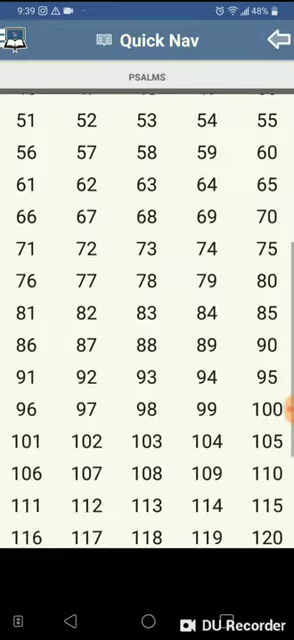 9:39 48%
Quick Nav
PSALMS
51 52 53 54 55
56 57 58 59 60
61 62 63 64 65
66 67 68 69 70
71 72 73 74 75
76 77 78 79 80
81 82 83 84 85
86 87 88 89 90
91 92 93 94 95
96 97 98 99 100
101 102 103 104 105
106 107 108 109 110
111 112 113 114 115
116 117 118 119 120
DU Recorder